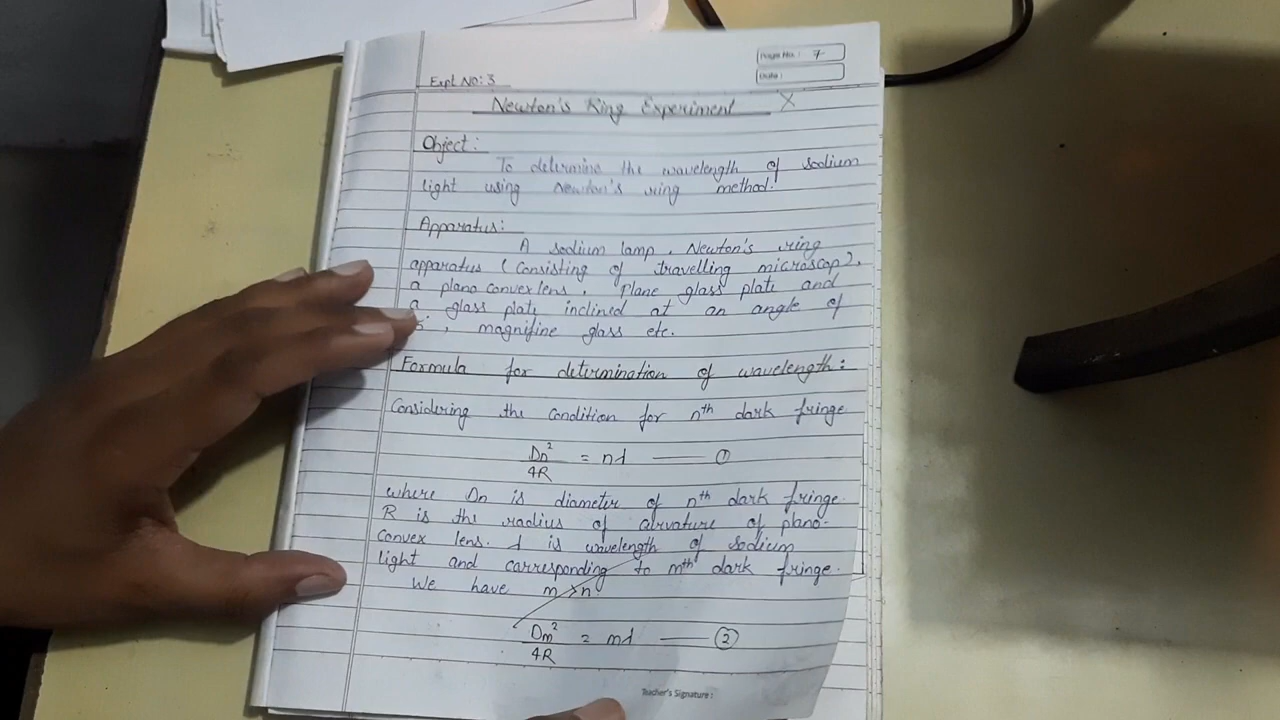 Page No.: 7
Date:
Expt. No: 3
Newton's Ring Experiment X
Object:
To determine the wavelength of sodium
light using Newton's ring method.
Apparatus:
A sodium lamp, Newton's ring
apparatus (consisting of travelling microscop),
a plano convex lens, Plane glass plate and
a glass plate inclined at an angle of
, magnifine glass etc.
Formula for determination of wavelength:
Considering the condition for nth dark fringe
Dn²/4R = nλ —— ①
where Dn is diameter of nth dark fringe.
R is the radius of curvature of plano-
convex lens. λ is wavelength of sodium
light and carresponding to mth dark fringe.
We have m > n
Dm²/4R = mλ —— ②
Teacher's Signature: